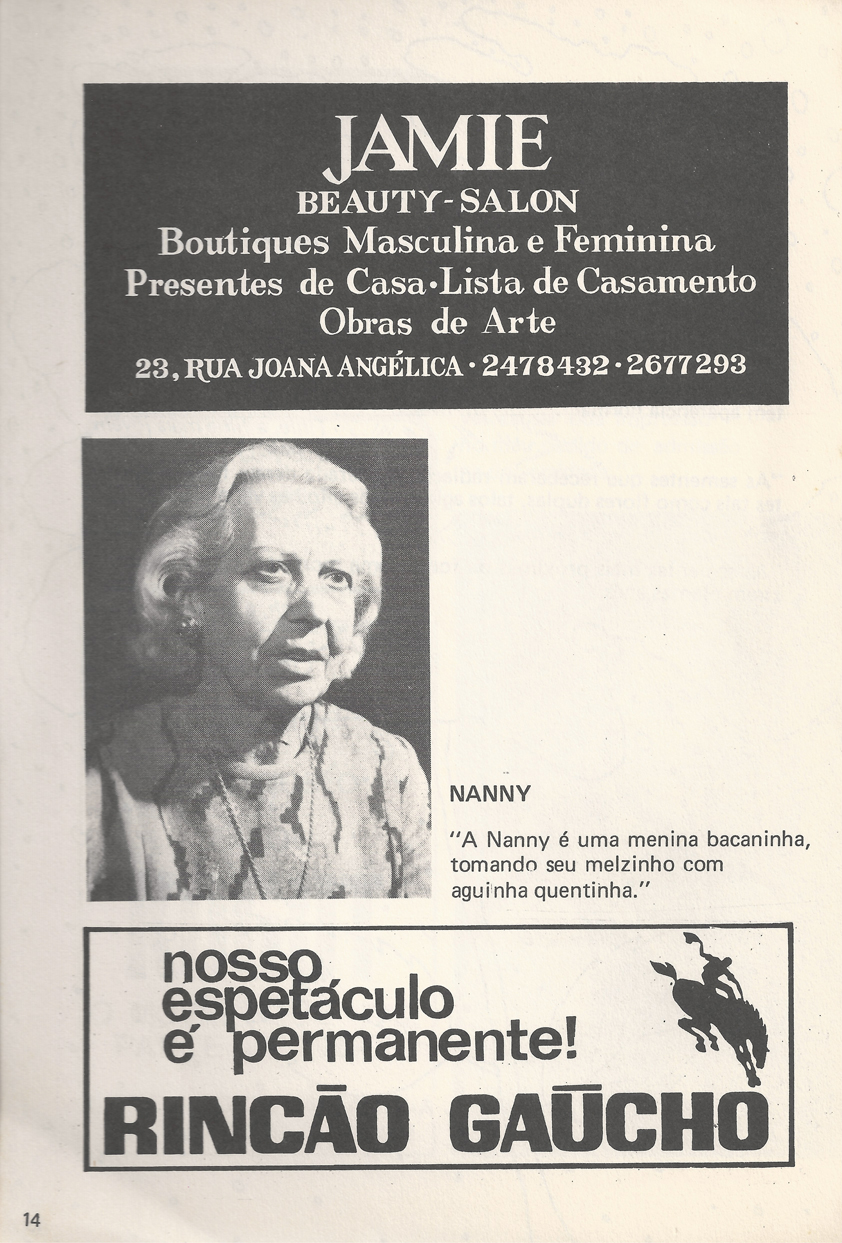 JAMIE
BEAUTY-SALON
Boutiques Masculina e Feminina
Presentes de Casa·Lista de Casamento
Obras de Arte
23, RUA JOANA ANGÉLICA · 2478432 · 2677293
NANNY
"A Nanny é uma menina bacaninha,
tomando seu melzinho com
aguinha quentinha."
nosso
espetáculo
é permanente!
RINCÃO GAÚCHO
14